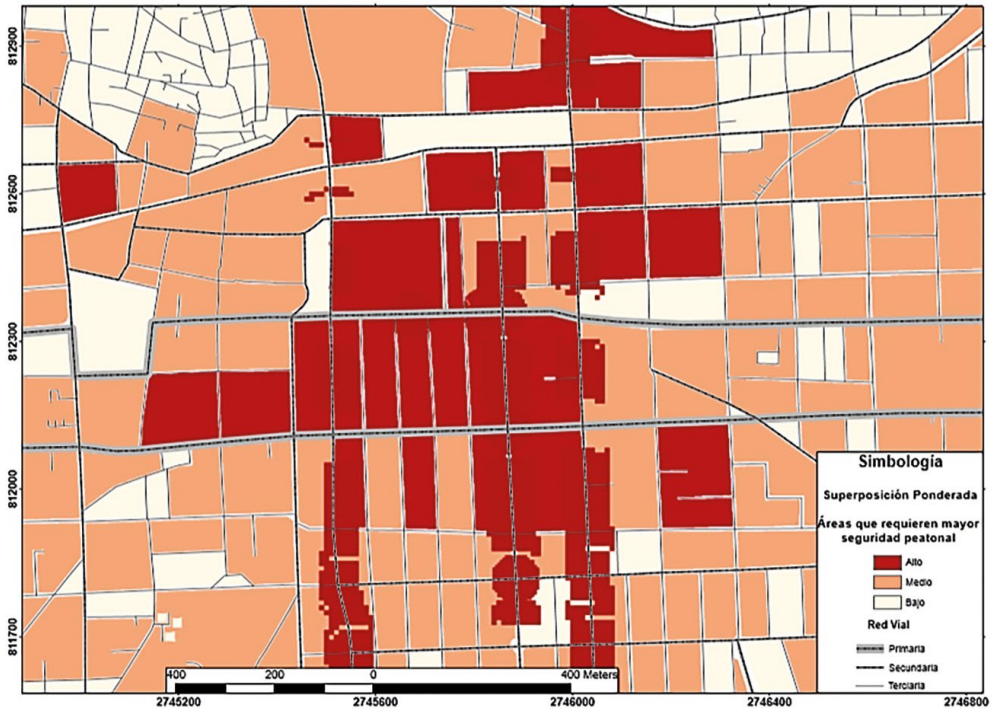 812900
812600
812300
812000
811700
Simbología
Superposición Ponderada
Áreas que requieren mayor
seguridad peatonal
Alto
Medio
Bajo
Red Vial
Primaria
Secundaria
Terciaria
400 200 0 400 Meters
2745200 2745600 2746000 2746400 2746800